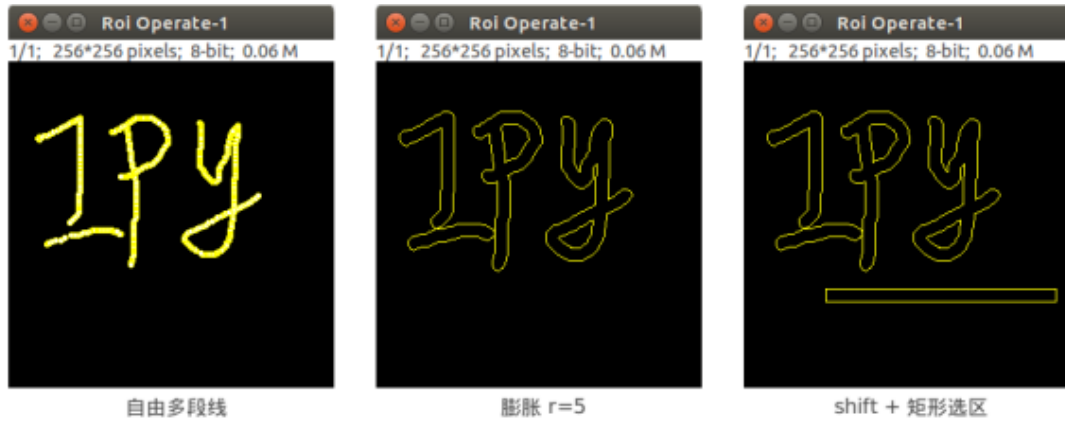 Roi Operate-1
1/1; 256*256 pixels; 8-bit; 0.06 M
IPy
自由多段线
Roi Operate-1
1/1; 256*256 pixels; 8-bit; 0.06 M
IPy
膨胀 r=5
Roi Operate-1
1/1; 256*256 pixels; 8-bit; 0.06 M
IPy
shift + 矩形选区